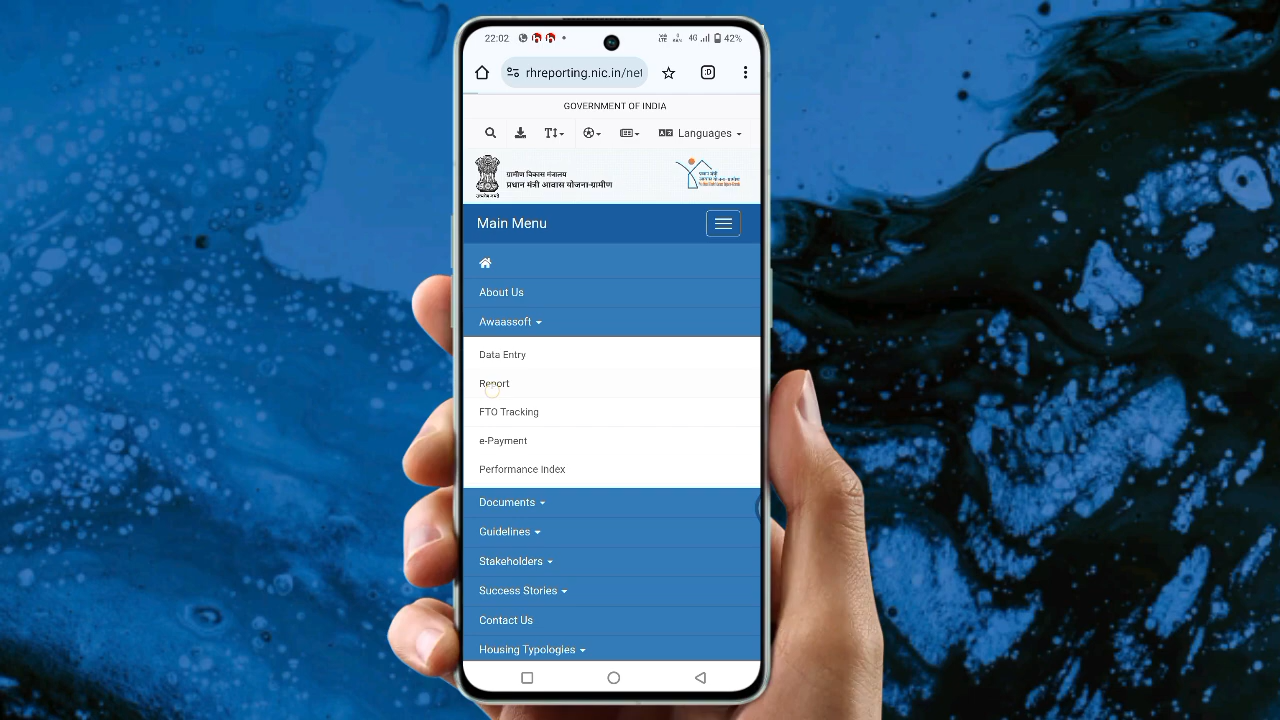 22:02 4G 42%
rhreporting.nic.in/net
GOVERNMENT OF INDIA
Languages
ग्रामीण विकास मंत्रालय
प्रधान मंत्री आवास योजना-ग्रामीण
Main Menu
About Us
Awaassoft
Data Entry
Report
FTO Tracking
e-Payment
Performance Index
Documents
Guidelines
Stakeholders
Success Stories
Contact Us
Housing Typologies